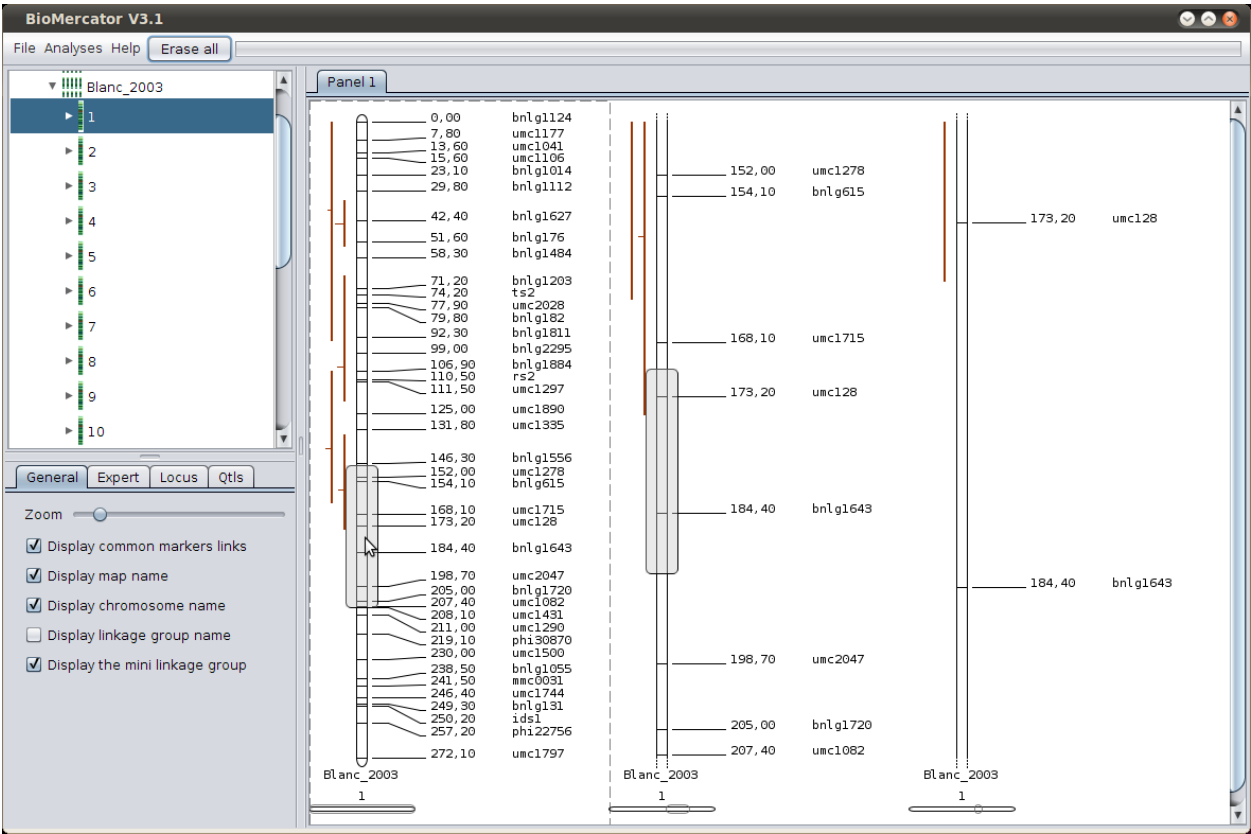 BioMercator V3.1
File Analyses Help Erase all
Blanc_2003
1
2
3
4
5
6
7
8
9
10
General Expert Locus Qtls
Zoom
Display common markers links
Display map name
Display chromosome name
Display linkage group name
Display the mini linkage group
Panel 1
0,00 bnlg1124
7,80 umc1177
13,60 umc1041
15,60 umc1106
23,10 bnlg1014
29,80 bnlg1112
42,40 bnlg1627
51,60 bnlg176
58,30 bnlg1484
71,20 bnlg1203
74,20 ts2
77,90 umc2028
79,80 bnlg182
92,30 bnlg1811
99,00 bnlg2295
106,90 bnlg1884
110,50 rs2
111,50 umc1297
125,00 umc1890
131,80 umc1335
146,30 bnlg1556
152,00 umc1278
154,10 bnlg615
168,10 umc1715
173,20 umc128
184,40 bnlg1643
198,70 umc2047
205,00 bnlg1720
207,40 umc1082
208,10 umc1431
211,00 umc1290
219,10 phi30870
230,00 umc1500
238,50 bnlg1055
241,50 mmc0031
246,40 umc1744
249,30 bnlg131
250,20 ids1
257,20 phi22756
272,10 umc1797
Blanc_2003
1
152,00 umc1278
154,10 bnlg615
168,10 umc1715
173,20 umc128
184,40 bnlg1643
198,70 umc2047
205,00 bnlg1720
207,40 umc1082
Blanc_2003
1
173,20 umc128
184,40 bnlg1643
Blanc_2003
1